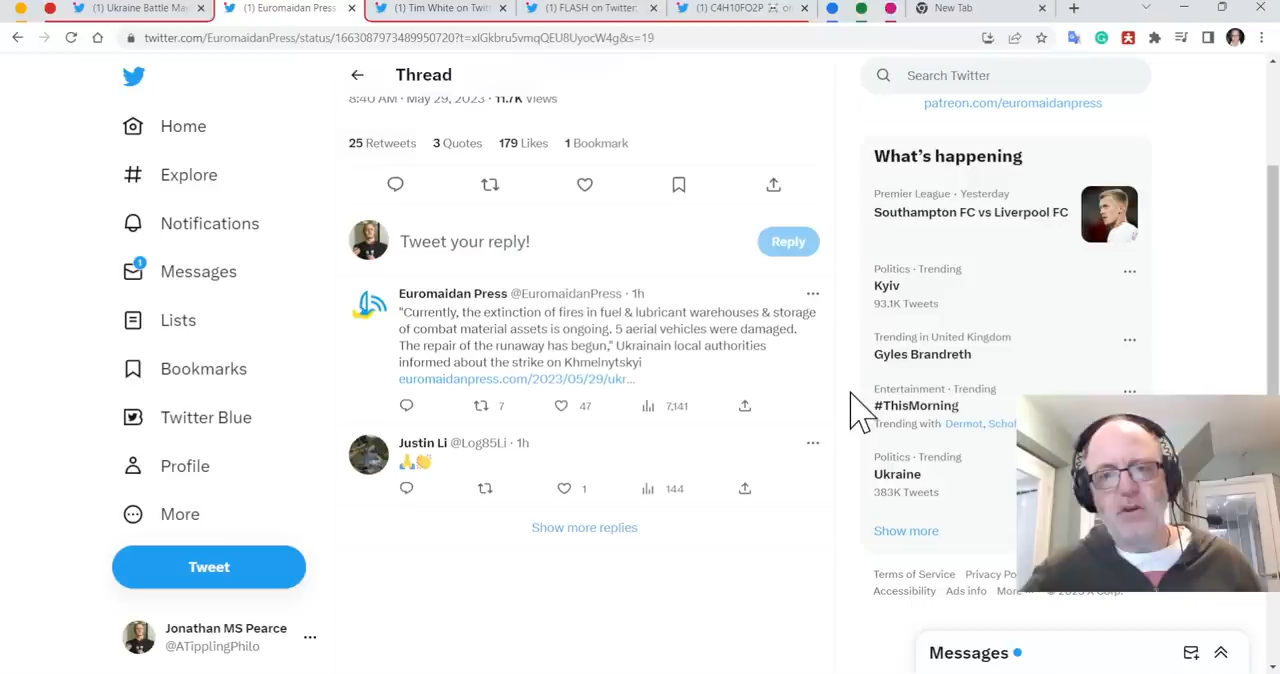 (1) Ukraine Battle Ma
(1) Euromaidan Press
(1) Tim White on Twit
(1) FLASH on Twitter:
(1) C4H10FO2P
New Tab
twitter.com/EuromaidanPress/status/1663087973489950720?t=xIGkbru5vmqQEU8UyocW4g&s=19
Home
Explore
Notifications
1
Messages
Lists
Bookmarks
Twitter Blue
Profile
More
Tweet
Jonathan MS Pearce
@ATipplingPhilo
Thread
8:40 AM · May 29, 2023 · 11.7K Views
25 Retweets 3 Quotes 179 Likes 1 Bookmark
Tweet your reply!
Reply
Euromaidan Press @EuromaidanPress · 1h
"Currently, the extinction of fires in fuel & lubricant warehouses & storage
of combat material assets is ongoing. 5 aerial vehicles were damaged.
The repair of the runaway has begun," Ukrainain local authorities
informed about the strike on Khmelnytskyi
euromaidanpress.com/2023/05/29/ukr...
7 47 7,141
Justin Li @Log85Li · 1h
🙏👏
1 144
Show more replies
Search Twitter
patreon.com/euromaidanpress
What's happening
Premier League · Yesterday
Southampton FC vs Liverpool FC
Politics · Trending
Kyiv
93.1K Tweets
Trending in United Kingdom
Gyles Brandreth
Entertainment · Trending
#ThisMorning
Trending with Dermot, Schof
Politics · Trending
Ukraine
383K Tweets
Show more
Terms of Service Privacy Po
Accessibility Ads info More
Messages